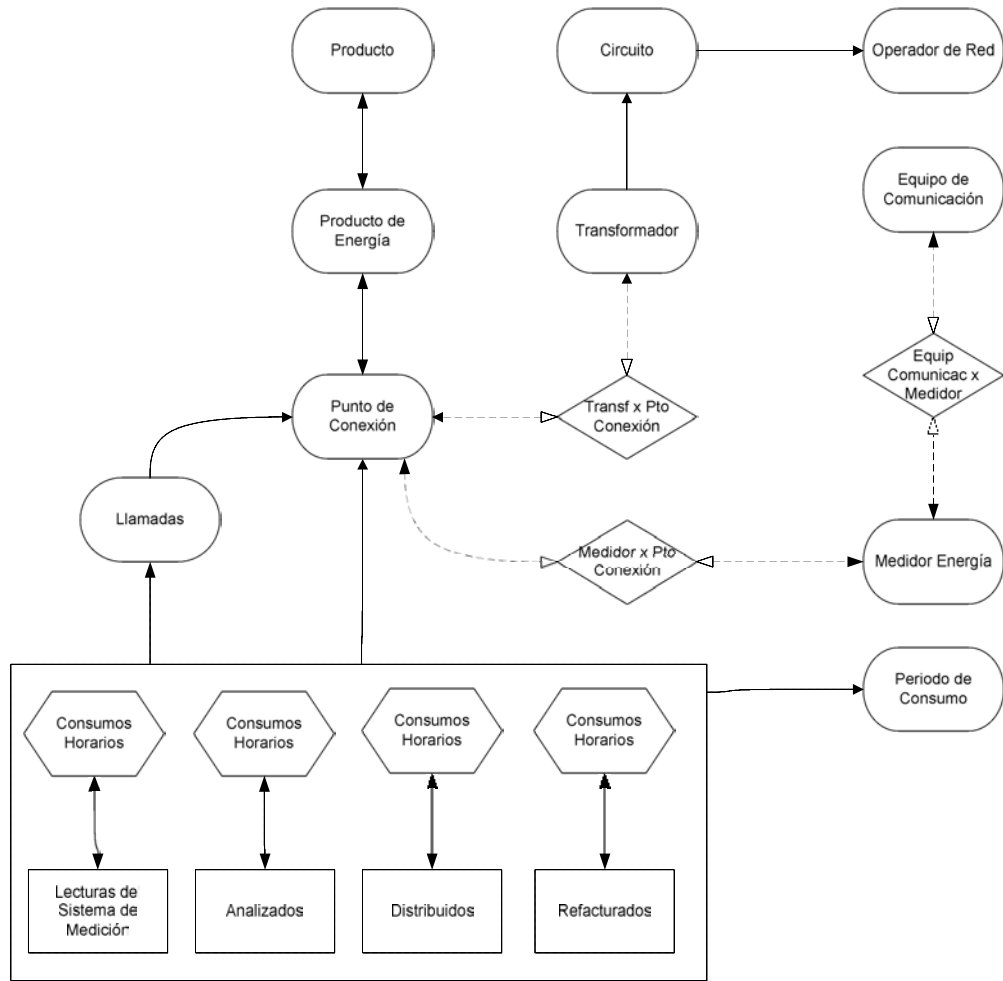 Producto
Circuito
Operador de Red
Equipo de
Comunicación
Producto de
Energía
Transformador
Equip
Comunicac x
Medidor
Punto de
Conexión
Transf x Pto
Conexión
Llamadas
Medidor x Pto
Conexión
Medidor Energía
Periodo de
Consumo
Consumos
Horarios
Consumos
Horarios
Consumos
Horarios
Consumos
Horarios
Lecturas de
Sistema de
Medición
Analizados
Distribuidos
Refacturados